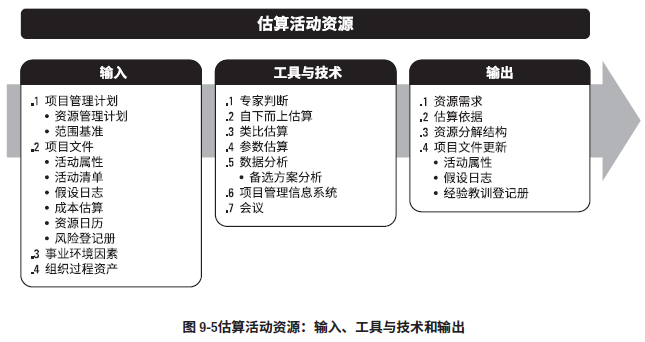 估算活动资源
输入
.1 项目管理计划
• 资源管理计划
• 范围基准
.2 项目文件
• 活动属性
• 活动清单
• 假设日志
• 成本估算
• 资源日历
• 风险登记册
.3 事业环境因素
.4 组织过程资产
工具与技术
.1 专家判断
.2 自下而上估算
.3 类比估算
.4 参数估算
.5 数据分析
• 备选方案分析
.6 项目管理信息系统
.7 会议
输出
.1 资源需求
.2 估算依据
.3 资源分解结构
.4 项目文件更新
• 活动属性
• 假设日志
• 经验教训登记册
图 9-5估算活动资源：输入、工具与技术和输出